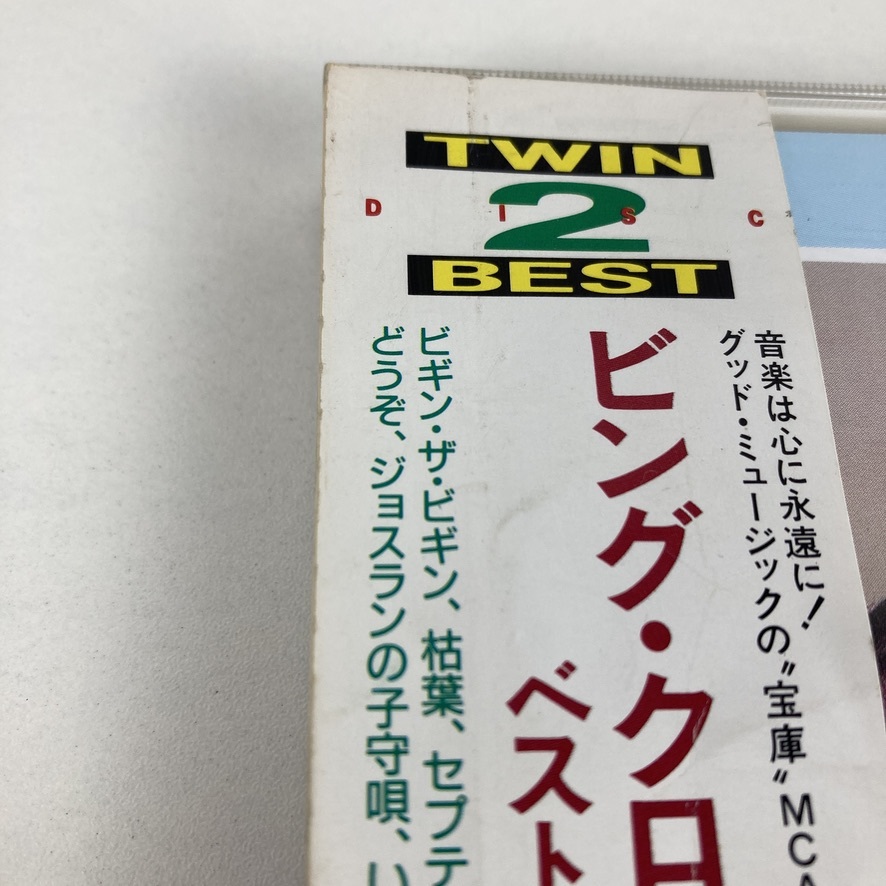 TWIN
2
DISC
BEST
音楽は心に永遠に!
グッド・ミュージックの〝宝庫〟MCA
ビング・クロ
ベスト
ビギン・ザ・ビギン、枯葉、セプテ
どうぞ、ジョスランの子守唄、い